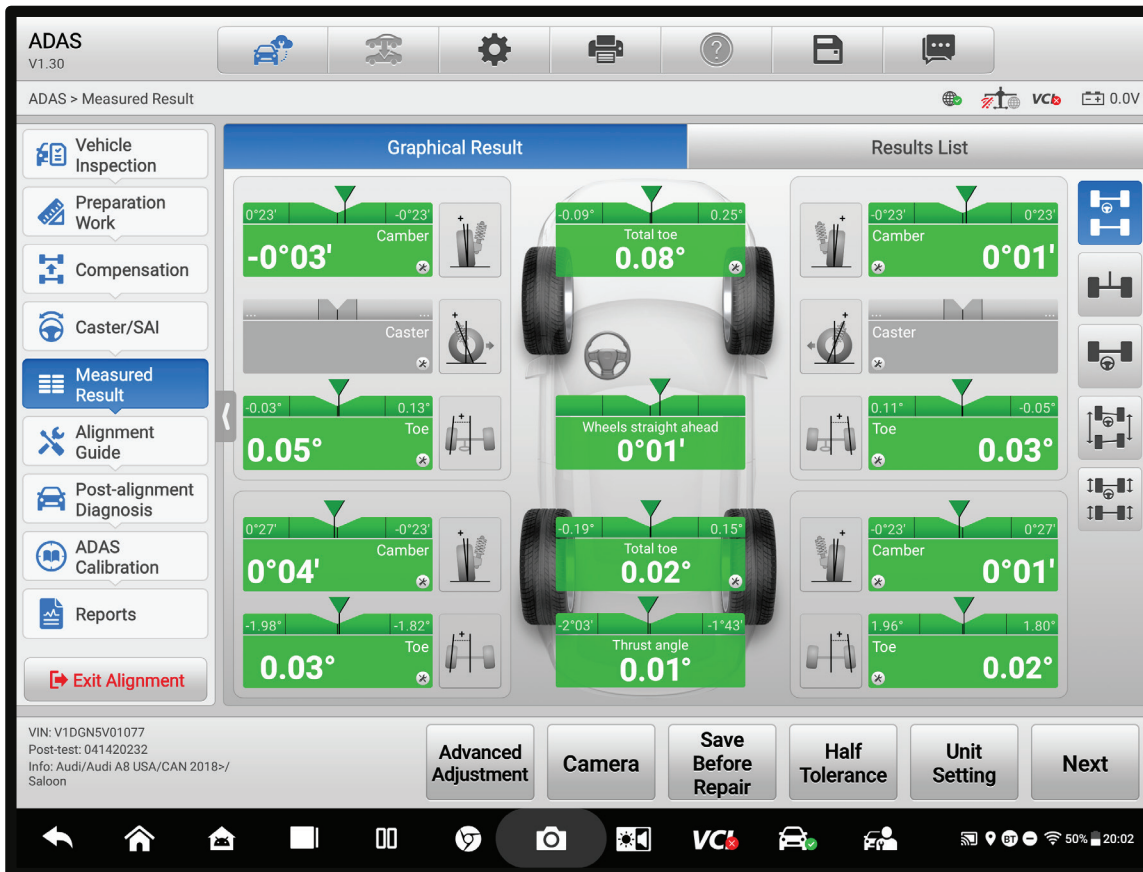 ADAS
V1.30
?
ADAS > Measured Result
VCI
0.0V
Vehicle
Inspection
Preparation
Work
Compensation
Caster/SAI
Measured
Result
Alignment
Guide
Post-alignment
Diagnosis
ADAS
Calibration
Reports
Exit Alignment
Graphical Result
Results List
0°23' -0°23'
Camber
-0°03'
-0.09° 0.25°
Total toe
0.08°
-0°23' 0°23'
Camber
0°01'
... ...
Caster
... ...
Caster
-0.03° 0.13°
Toe
0.05°
Wheels straight ahead
0°01'
0.11° -0.05°
Toe
0.03°
0°27' -0°23'
Camber
0°04'
-0.19° 0.15°
Total toe
0.02°
-0°23' 0°27'
Camber
0°01'
-1.98° -1.82°
Toe
0.03°
-2°03' -1°43'
Thrust angle
0.01°
1.96° 1.80°
Toe
0.02°
VIN: V1DGN5V01077
Post-test: 041420232
Info: Audi/Audi A8 USA/CAN 2018>/
Saloon
Advanced
Adjustment
Camera
Save
Before
Repair
Half
Tolerance
Unit
Setting
Next
VCI
BT
50%
20:02